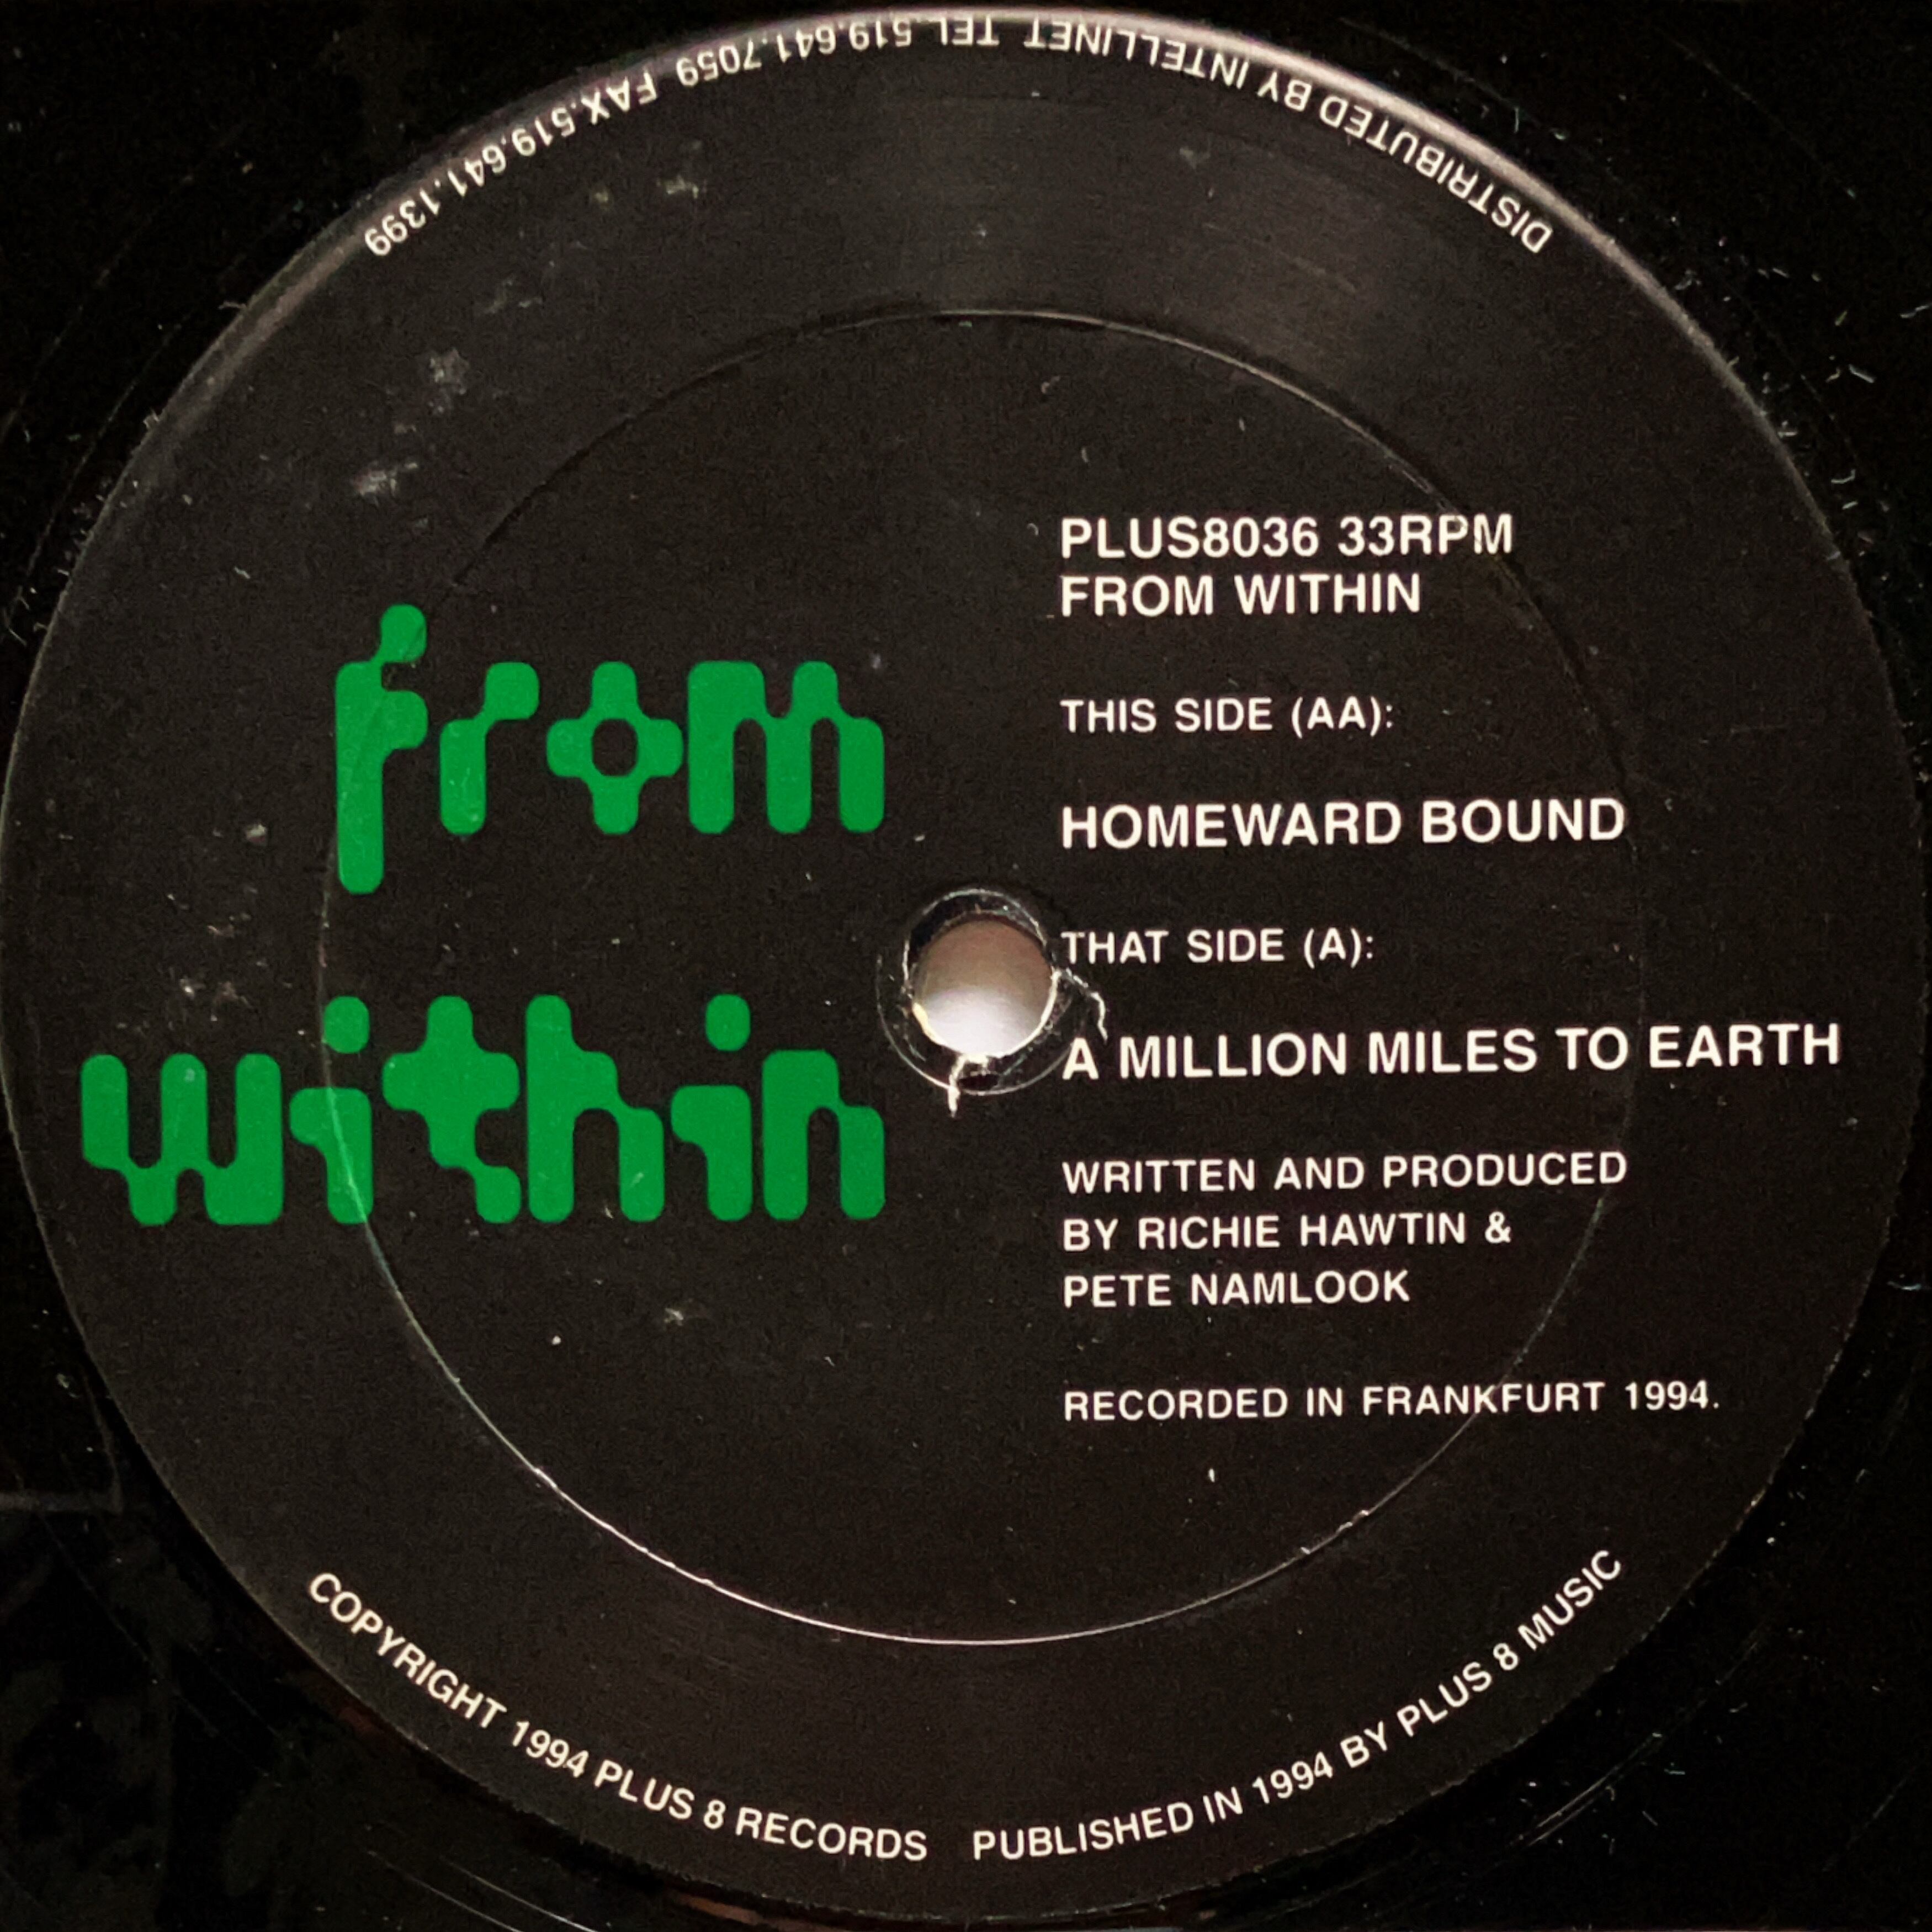 DISTRIBUTED BY INTELLINET TEL.519.641.7059 FAX.519.641.1399
from
within
PLUS8036 33RPM
FROM WITHIN
THIS SIDE (AA):
HOMEWARD BOUND
THAT SIDE (A):
A MILLION MILES TO EARTH
WRITTEN AND PRODUCED
BY RICHIE HAWTIN &
PETE NAMLOOK
RECORDED IN FRANKFURT 1994.
COPYRIGHT 1994 PLUS 8 RECORDS PUBLISHED IN 1994 BY PLUS 8 MUSIC